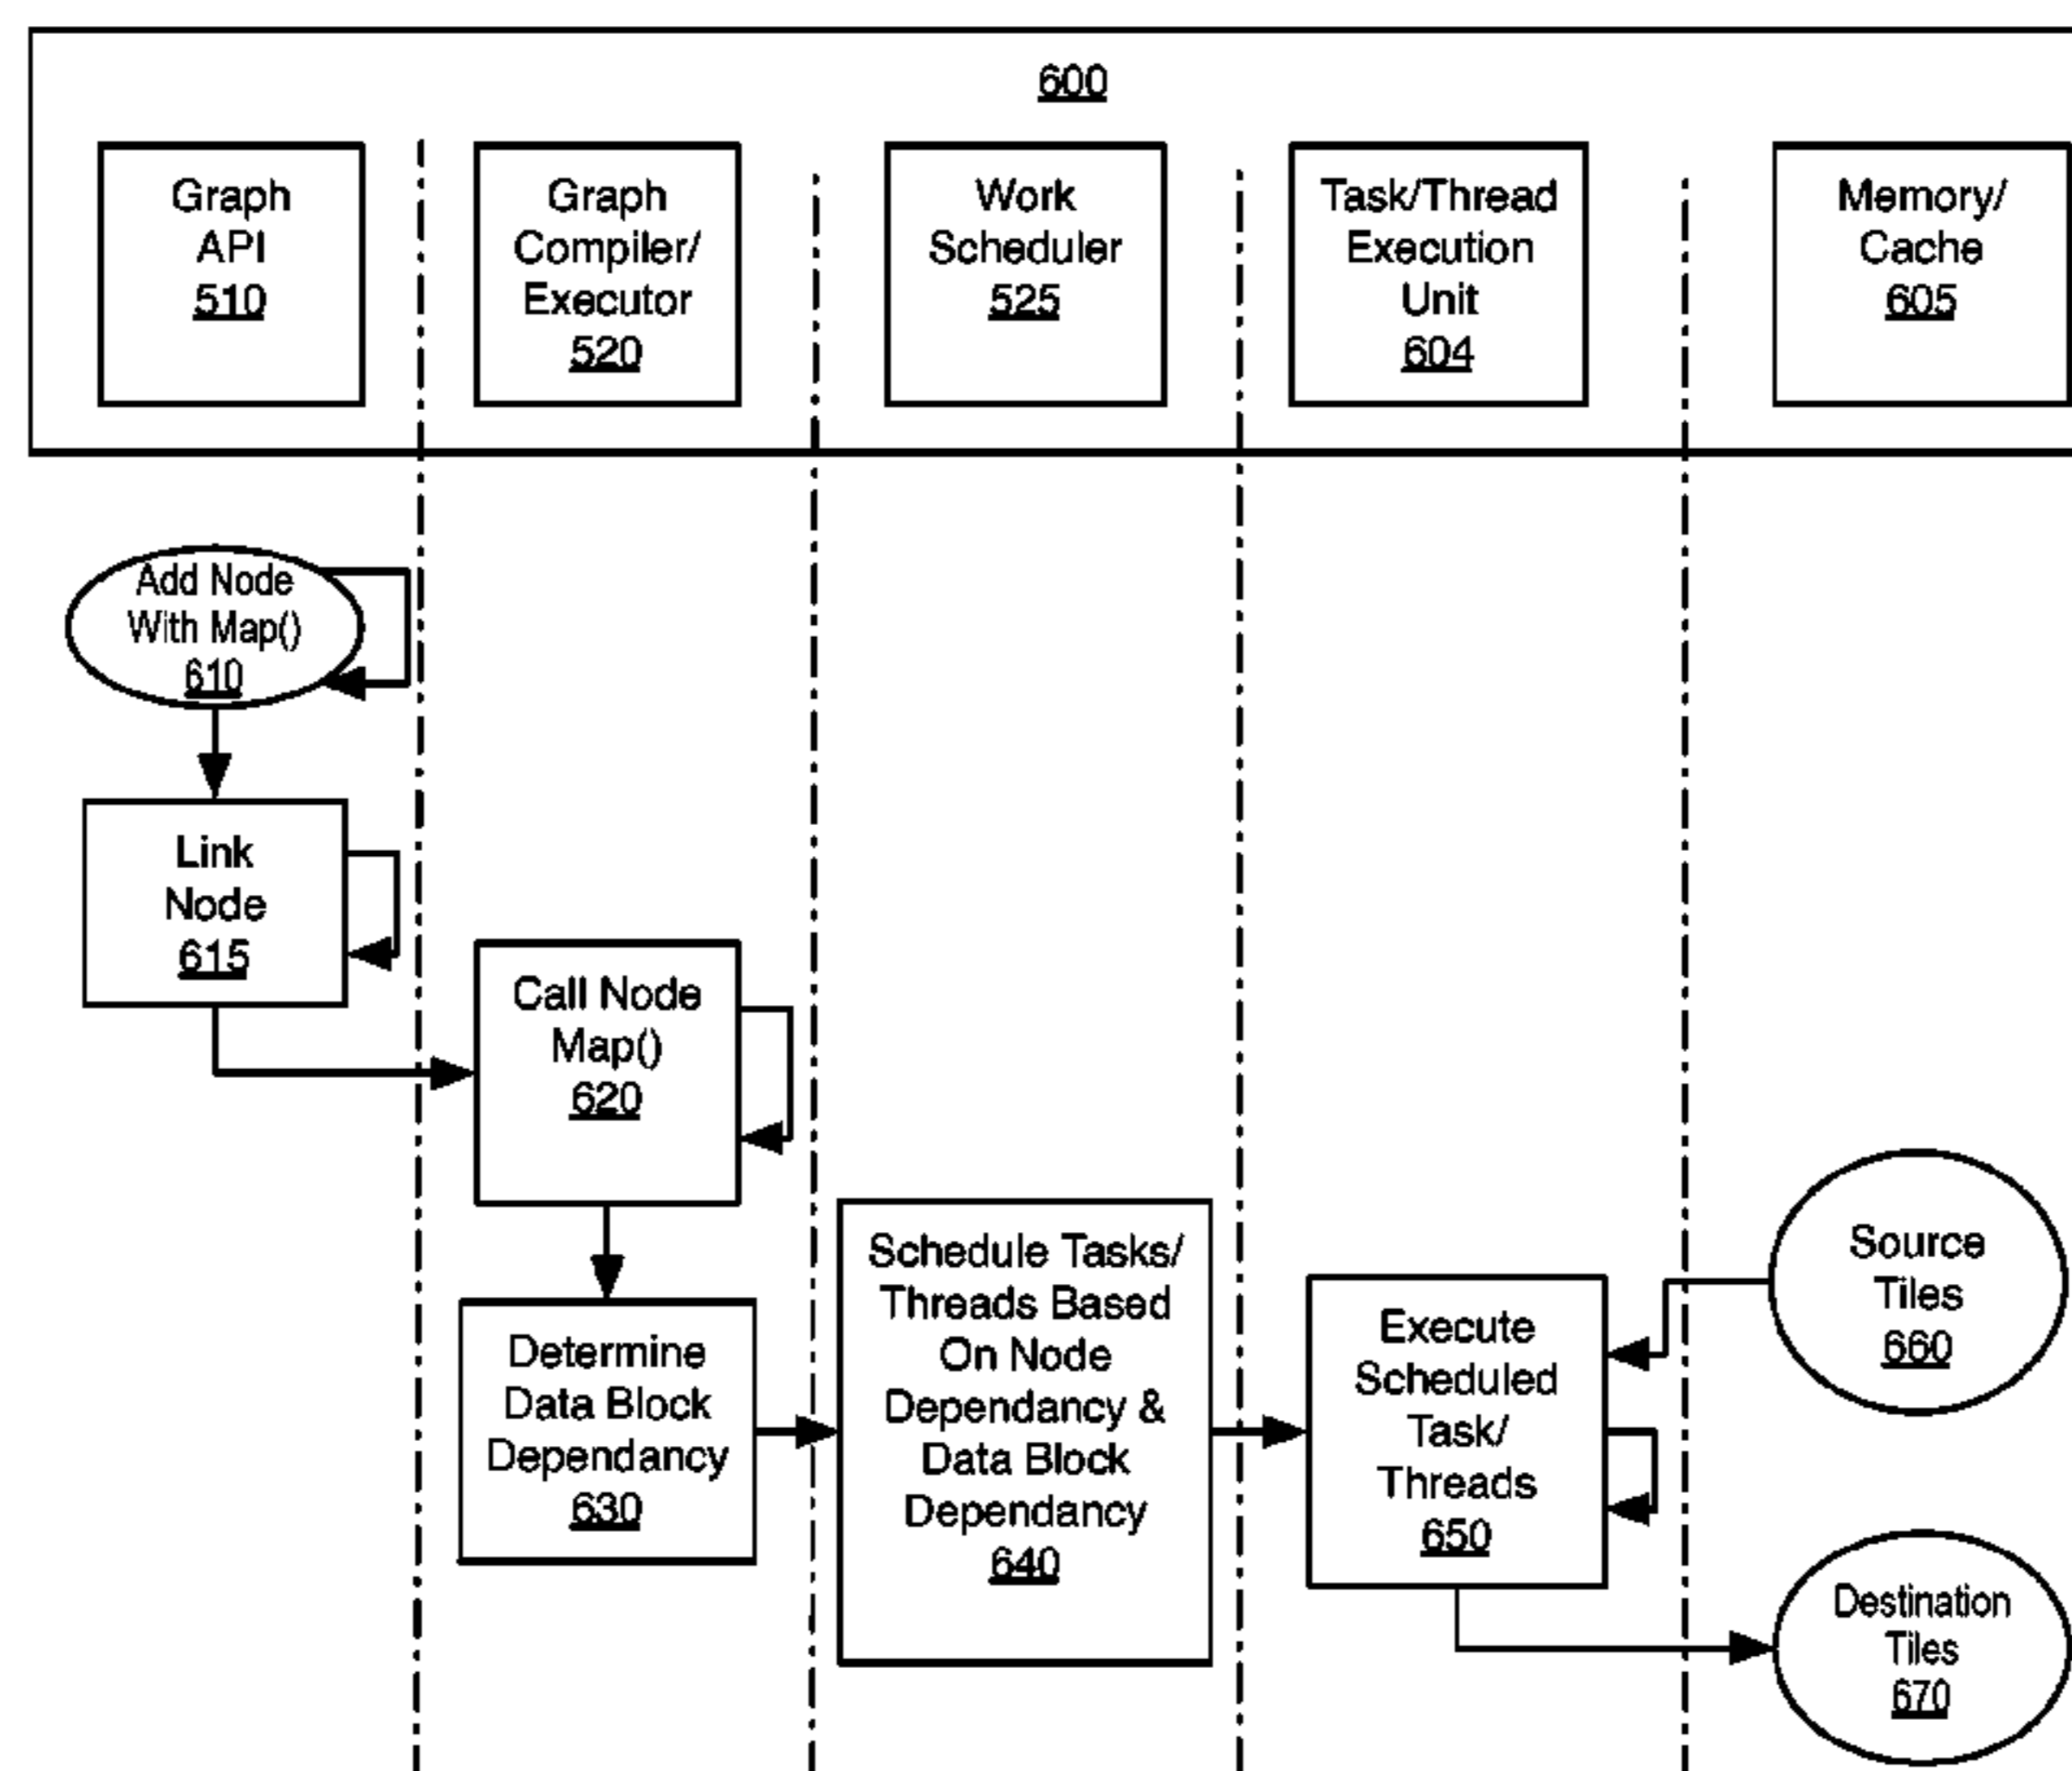 600
Graph
API
510
Graph
Compiler/
Executor
520
Work
Scheduler
525
Task/Thread
Execution
Unit
604
Memory/
Cache
605
Add Node
With Map()
610
Link
Node
615
Call Node
Map()
620
Determine
Data Block
Dependancy
630
Schedule Tasks/
Threads Based
On Node
Dependancy &
Data Block
Dependancy
640
Execute
Scheduled
Task/
Threads
650
Source
Tiles
660
Destination
Tiles
670